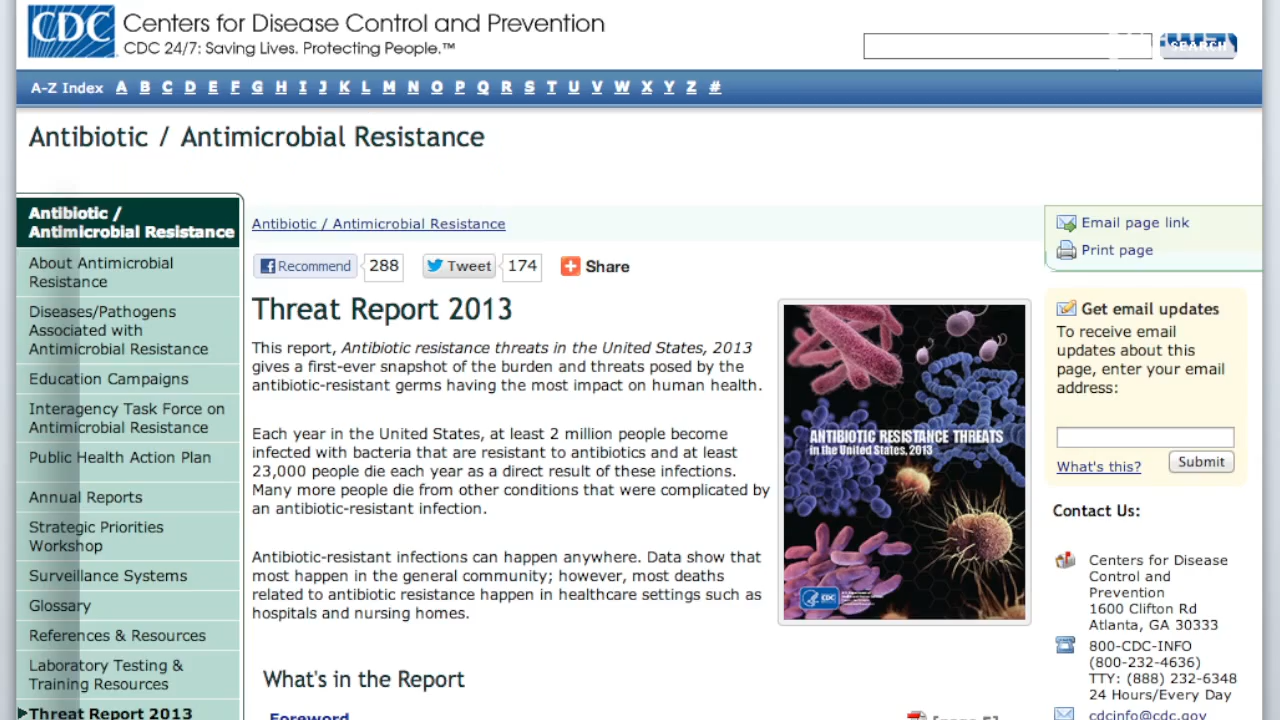 CDC Centers for Disease Control and Prevention
CDC 24/7: Saving Lives. Protecting People.™
SEARCH
A-Z Index A B C D E F G H I J K L M N O P Q R S T U V W X Y Z #
Antibiotic / Antimicrobial Resistance
Antibiotic /
Antimicrobial Resistance
About Antimicrobial
Resistance
Diseases/Pathogens
Associated with
Antimicrobial Resistance
Education Campaigns
Interagency Task Force on
Antimicrobial Resistance
Public Health Action Plan
Annual Reports
Strategic Priorities
Workshop
Surveillance Systems
Glossary
References & Resources
Laboratory Testing &
Training Resources
Threat Report 2013
Antibiotic / Antimicrobial Resistance
Recommend 288 Tweet 174 Share
Threat Report 2013
This report, Antibiotic resistance threats in the United States, 2013
gives a first-ever snapshot of the burden and threats posed by the
antibiotic-resistant germs having the most impact on human health.
Each year in the United States, at least 2 million people become
infected with bacteria that are resistant to antibiotics and at least
23,000 people die each year as a direct result of these infections.
Many more people die from other conditions that were complicated by
an antibiotic-resistant infection.
Antibiotic-resistant infections can happen anywhere. Data show that
most happen in the general community; however, most deaths
related to antibiotic resistance happen in healthcare settings such as
hospitals and nursing homes.
What's in the Report
Foreword
ANTIBIOTIC RESISTANCE THREATS
in the United States, 2013
CDC
Email page link
Print page
Get email updates
To receive email
updates about this
page, enter your email
address:
What's this? Submit
Contact Us:
Centers for Disease
Control and
Prevention
1600 Clifton Rd
Atlanta, GA 30333
800-CDC-INFO
(800-232-4636)
TTY: (888) 232-6348
24 Hours/Every Day
cdcinfo@cdc.gov